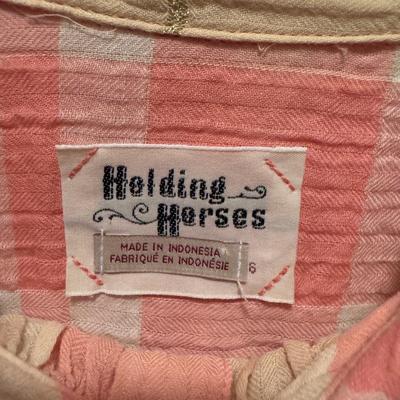 Holding
Horses
MADE IN INDONESIA
FABRIQUÉ EN INDONÉSIE
6